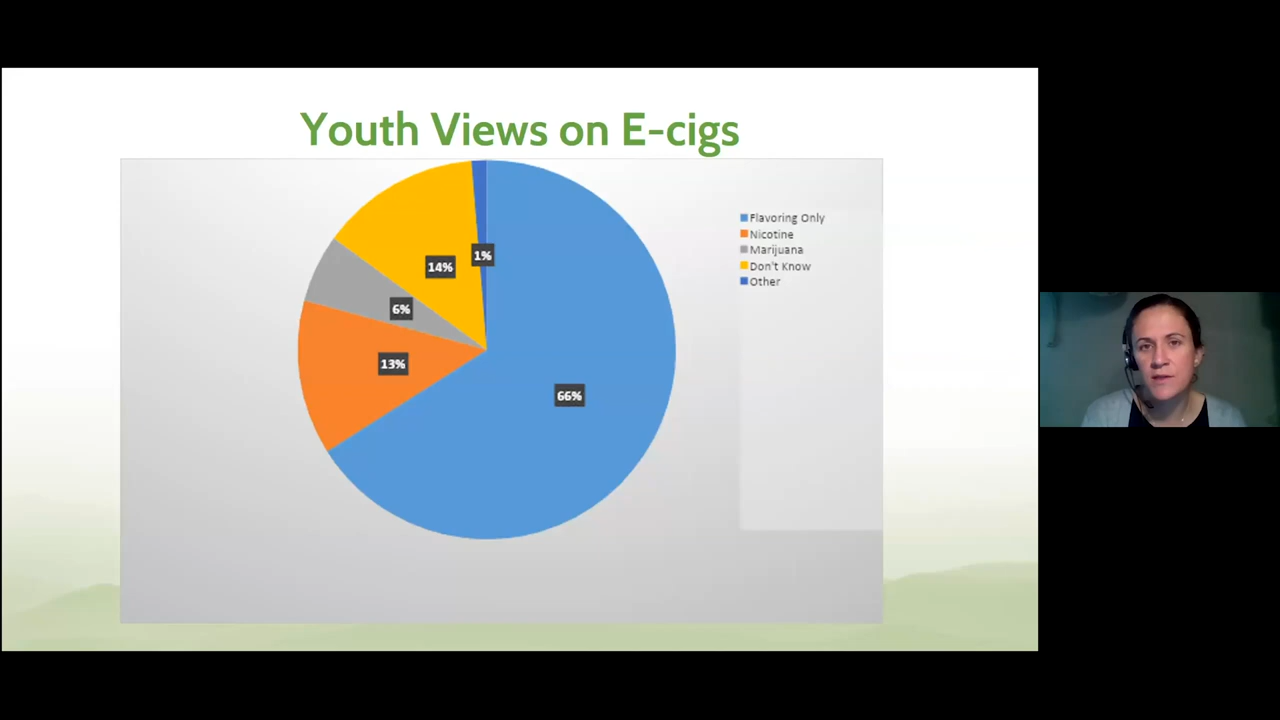 Youth Views on E-cigs
Flavoring Only
Nicotine
Marijuana
Don't Know
Other
1%
14%
6%
13%
66%